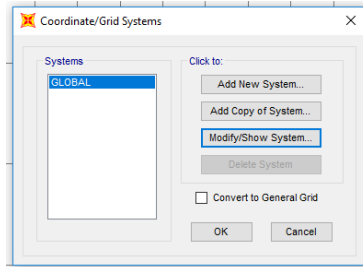 Coordinate/Grid Systems
Systems
GLOBAL
Click to:
Add New System...
Add Copy of System...
Modify/Show System...
Delete System
Convert to General Grid
OK
Cancel